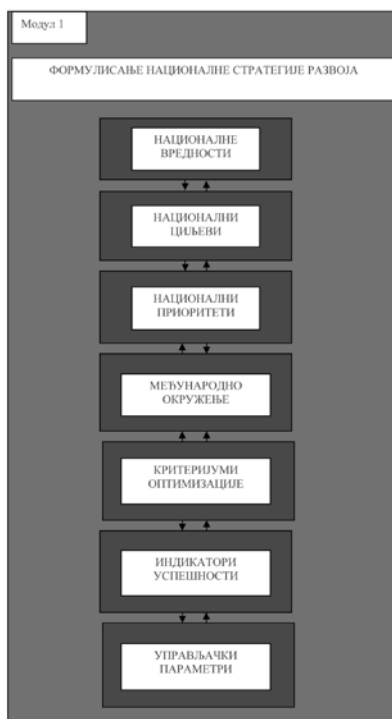 Модул 1
ФОРМУЛИСАЊЕ НАЦИОНАЛНЕ СТРАТЕГИЈЕ РАЗВОЈА
НАЦИОНАЛНЕ
ВРЕДНОСТИ
НАЦИОНАЛНИ
ЦИЉЕВИ
НАЦИОНАЛНИ
ПРИОРИТЕТИ
МЕЂУНАРОДНО
ОКРУЖЕЊЕ
КРИТЕРИЈУМИ
ОПТИМИЗАЦИЈЕ
ИНДИКАТОРИ
УСПЕШНОСТИ
УПРАВЉАЧКИ
ПАРАМЕТРИ